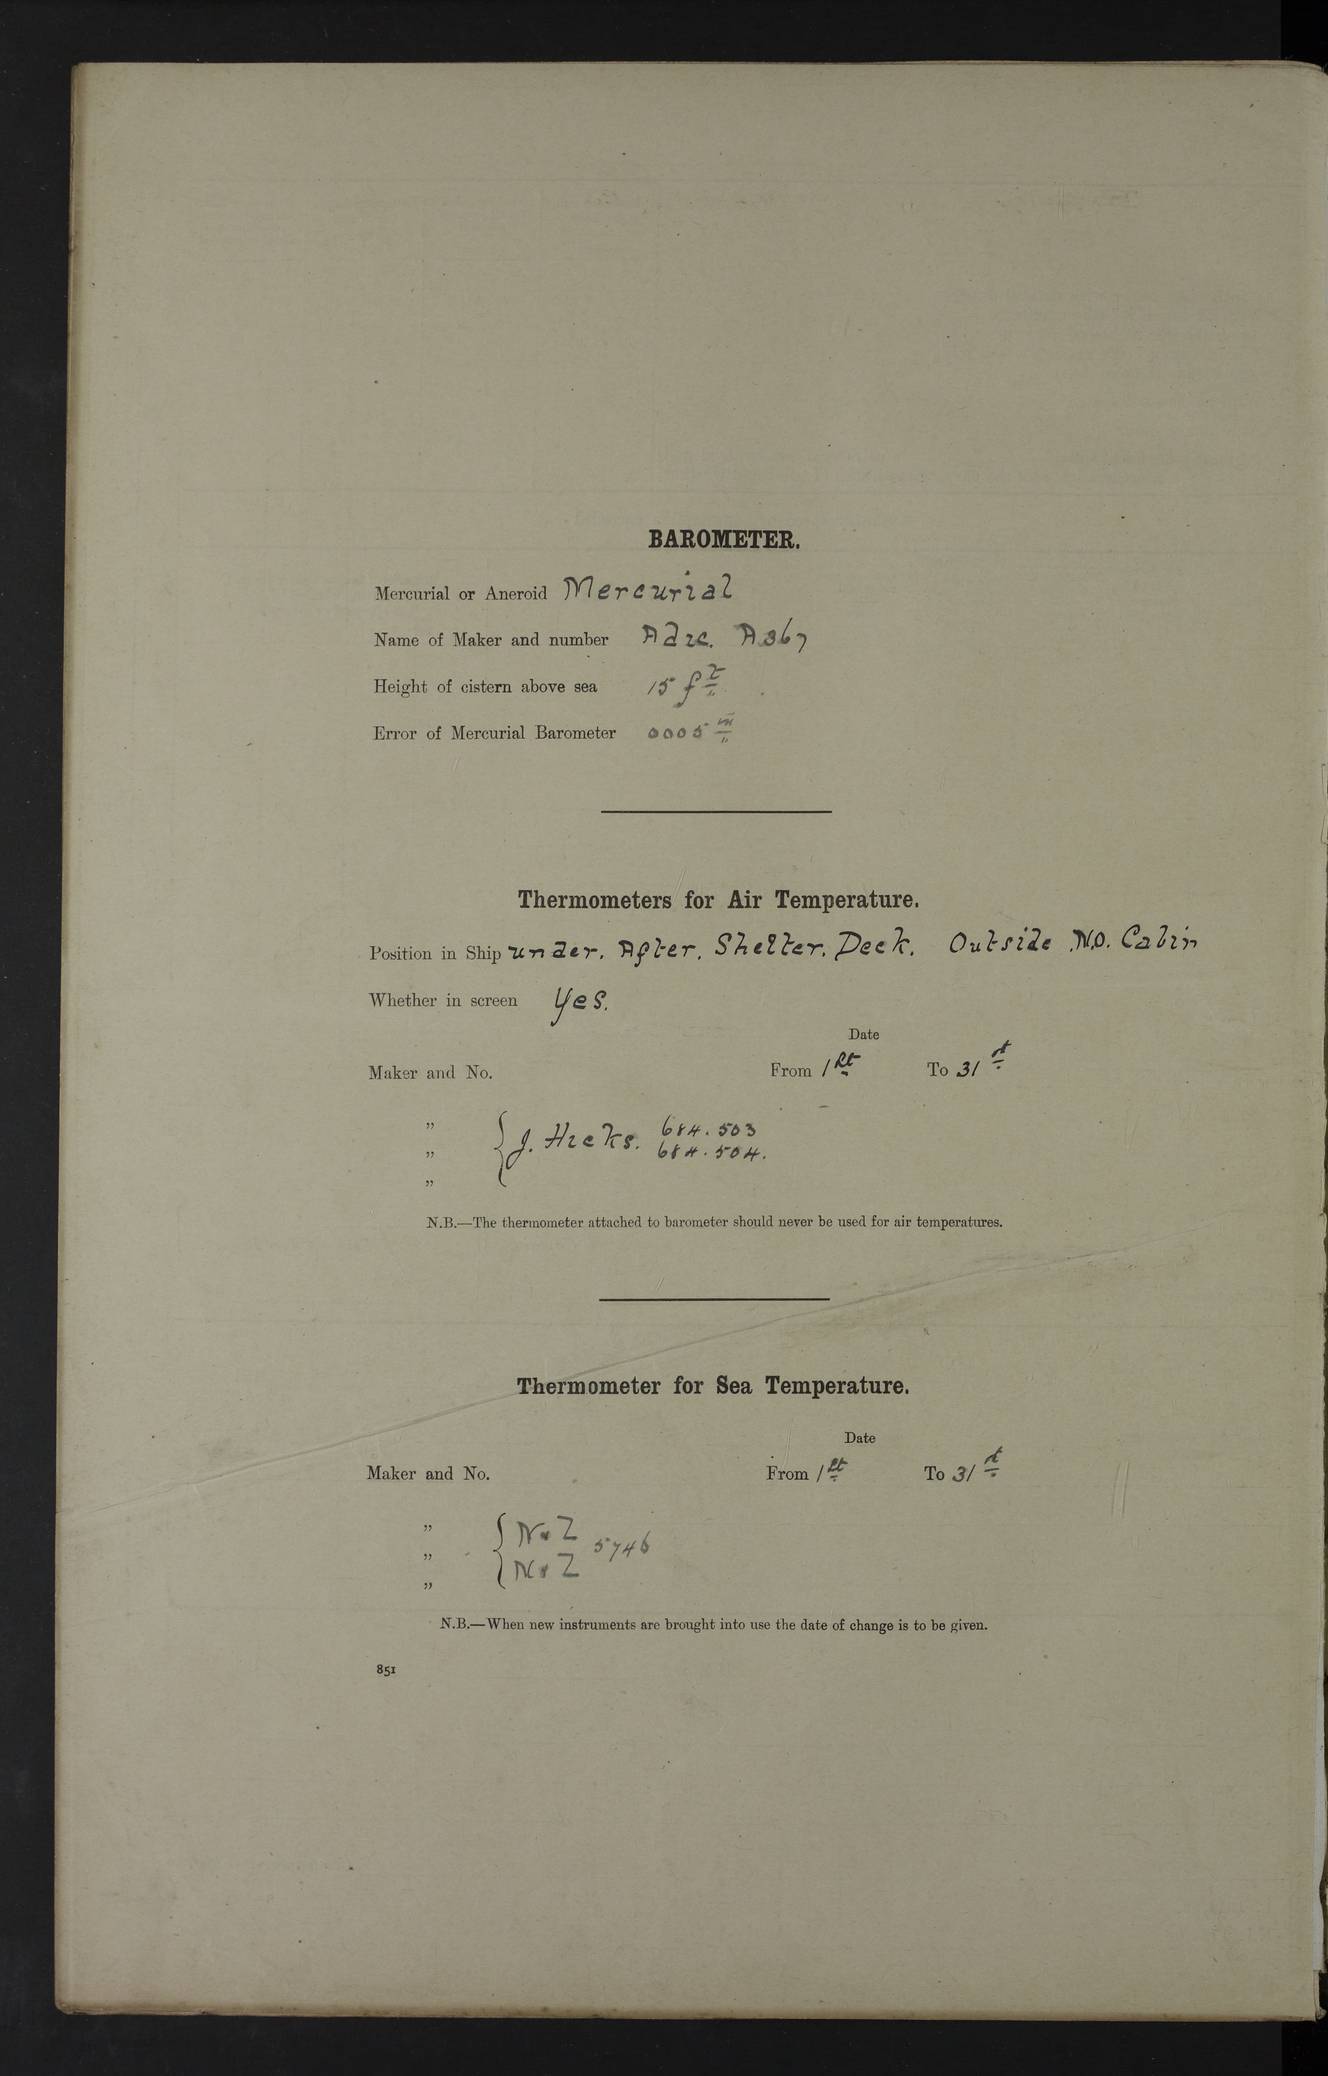 BAROMETER.
Mercurial or Aneroid Mercurial
Name of Maker and number Adie. A367
Height of cistern above sea 15 ft
Error of Mercurial Barometer 0005 m
Thermometers for Air Temperature.
Position in Ship under. After. Shelter. Deck. Outside N.O. Cabin
Whether in screen Yes.
Date
Maker and No. From 1st To 31st
"
" { J. Hicks. 684.503
684.504.
"
N.B.—The thermometer attached to barometer should never be used for air temperatures.
Thermometer for Sea Temperature.
Date
Maker and No. From 1st To 31st
" { No Z
" 5746
" No Z
N.B.—When new instruments are brought into use the date of change is to be given.
851